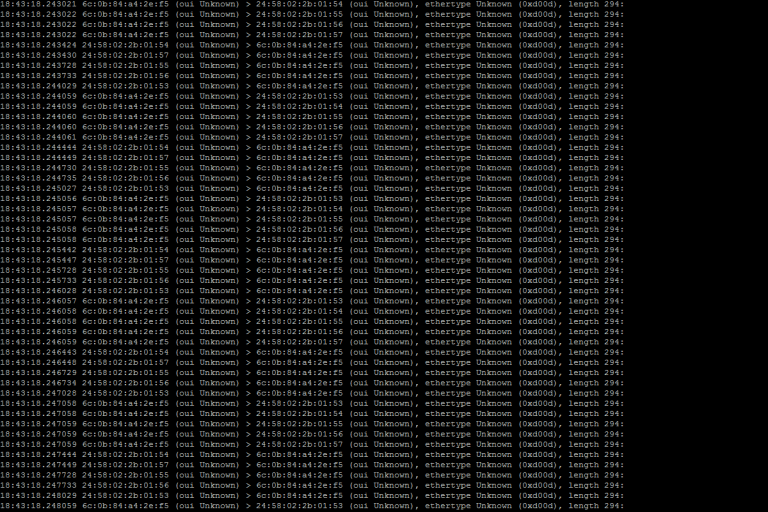 18:43:18.243021 6c:0b:84:a4:2e:f5 (oui Unknown) > 24:58:02:2b:01:54 (oui Unknown), ethertype Unknown (0xd00d), length 294:
18:43:18.243022 6c:0b:84:a4:2e:f5 (oui Unknown) > 24:58:02:2b:01:55 (oui Unknown), ethertype Unknown (0xd00d), length 294:
18:43:18.243022 6c:0b:84:a4:2e:f5 (oui Unknown) > 24:58:02:2b:01:56 (oui Unknown), ethertype Unknown (0xd00d), length 294:
18:43:18.243022 6c:0b:84:a4:2e:f5 (oui Unknown) > 24:58:02:2b:01:57 (oui Unknown), ethertype Unknown (0xd00d), length 294:
18:43:18.243424 24:58:02:2b:01:54 (oui Unknown) > 6c:0b:84:a4:2e:f5 (oui Unknown), ethertype Unknown (0xd00d), length 294:
18:43:18.243430 24:58:02:2b:01:57 (oui Unknown) > 6c:0b:84:a4:2e:f5 (oui Unknown), ethertype Unknown (0xd00d), length 294:
18:43:18.243728 24:58:02:2b:01:55 (oui Unknown) > 6c:0b:84:a4:2e:f5 (oui Unknown), ethertype Unknown (0xd00d), length 294:
18:43:18.243733 24:58:02:2b:01:56 (oui Unknown) > 6c:0b:84:a4:2e:f5 (oui Unknown), ethertype Unknown (0xd00d), length 294:
18:43:18.244029 24:58:02:2b:01:53 (oui Unknown) > 6c:0b:84:a4:2e:f5 (oui Unknown), ethertype Unknown (0xd00d), length 294:
18:43:18.244059 6c:0b:84:a4:2e:f5 (oui Unknown) > 24:58:02:2b:01:53 (oui Unknown), ethertype Unknown (0xd00d), length 294:
18:43:18.244059 6c:0b:84:a4:2e:f5 (oui Unknown) > 24:58:02:2b:01:54 (oui Unknown), ethertype Unknown (0xd00d), length 294:
18:43:18.244060 6c:0b:84:a4:2e:f5 (oui Unknown) > 24:58:02:2b:01:55 (oui Unknown), ethertype Unknown (0xd00d), length 294:
18:43:18.244060 6c:0b:84:a4:2e:f5 (oui Unknown) > 24:58:02:2b:01:56 (oui Unknown), ethertype Unknown (0xd00d), length 294:
18:43:18.244061 6c:0b:84:a4:2e:f5 (oui Unknown) > 24:58:02:2b:01:57 (oui Unknown), ethertype Unknown (0xd00d), length 294:
18:43:18.244444 24:58:02:2b:01:54 (oui Unknown) > 6c:0b:84:a4:2e:f5 (oui Unknown), ethertype Unknown (0xd00d), length 294:
18:43:18.244449 24:58:02:2b:01:57 (oui Unknown) > 6c:0b:84:a4:2e:f5 (oui Unknown), ethertype Unknown (0xd00d), length 294:
18:43:18.244730 24:58:02:2b:01:55 (oui Unknown) > 6c:0b:84:a4:2e:f5 (oui Unknown), ethertype Unknown (0xd00d), length 294:
18:43:18.244735 24:58:02:2b:01:56 (oui Unknown) > 6c:0b:84:a4:2e:f5 (oui Unknown), ethertype Unknown (0xd00d), length 294:
18:43:18.245027 24:58:02:2b:01:53 (oui Unknown) > 6c:0b:84:a4:2e:f5 (oui Unknown), ethertype Unknown (0xd00d), length 294:
18:43:18.245056 6c:0b:84:a4:2e:f5 (oui Unknown) > 24:58:02:2b:01:53 (oui Unknown), ethertype Unknown (0xd00d), length 294:
18:43:18.245057 6c:0b:84:a4:2e:f5 (oui Unknown) > 24:58:02:2b:01:54 (oui Unknown), ethertype Unknown (0xd00d), length 294:
18:43:18.245057 6c:0b:84:a4:2e:f5 (oui Unknown) > 24:58:02:2b:01:55 (oui Unknown), ethertype Unknown (0xd00d), length 294:
18:43:18.245058 6c:0b:84:a4:2e:f5 (oui Unknown) > 24:58:02:2b:01:56 (oui Unknown), ethertype Unknown (0xd00d), length 294:
18:43:18.245058 6c:0b:84:a4:2e:f5 (oui Unknown) > 24:58:02:2b:01:57 (oui Unknown), ethertype Unknown (0xd00d), length 294:
18:43:18.245442 24:58:02:2b:01:54 (oui Unknown) > 6c:0b:84:a4:2e:f5 (oui Unknown), ethertype Unknown (0xd00d), length 294:
18:43:18.245447 24:58:02:2b:01:57 (oui Unknown) > 6c:0b:84:a4:2e:f5 (oui Unknown), ethertype Unknown (0xd00d), length 294:
18:43:18.245728 24:58:02:2b:01:55 (oui Unknown) > 6c:0b:84:a4:2e:f5 (oui Unknown), ethertype Unknown (0xd00d), length 294:
18:43:18.245733 24:58:02:2b:01:56 (oui Unknown) > 6c:0b:84:a4:2e:f5 (oui Unknown), ethertype Unknown (0xd00d), length 294:
18:43:18.246028 24:58:02:2b:01:53 (oui Unknown) > 6c:0b:84:a4:2e:f5 (oui Unknown), ethertype Unknown (0xd00d), length 294:
18:43:18.246057 6c:0b:84:a4:2e:f5 (oui Unknown) > 24:58:02:2b:01:53 (oui Unknown), ethertype Unknown (0xd00d), length 294:
18:43:18.246058 6c:0b:84:a4:2e:f5 (oui Unknown) > 24:58:02:2b:01:54 (oui Unknown), ethertype Unknown (0xd00d), length 294:
18:43:18.246058 6c:0b:84:a4:2e:f5 (oui Unknown) > 24:58:02:2b:01:55 (oui Unknown), ethertype Unknown (0xd00d), length 294:
18:43:18.246059 6c:0b:84:a4:2e:f5 (oui Unknown) > 24:58:02:2b:01:56 (oui Unknown), ethertype Unknown (0xd00d), length 294:
18:43:18.246059 6c:0b:84:a4:2e:f5 (oui Unknown) > 24:58:02:2b:01:57 (oui Unknown), ethertype Unknown (0xd00d), length 294:
18:43:18.246443 24:58:02:2b:01:54 (oui Unknown) > 6c:0b:84:a4:2e:f5 (oui Unknown), ethertype Unknown (0xd00d), length 294:
18:43:18.246448 24:58:02:2b:01:57 (oui Unknown) > 6c:0b:84:a4:2e:f5 (oui Unknown), ethertype Unknown (0xd00d), length 294:
18:43:18.246729 24:58:02:2b:01:55 (oui Unknown) > 6c:0b:84:a4:2e:f5 (oui Unknown), ethertype Unknown (0xd00d), length 294:
18:43:18.246734 24:58:02:2b:01:56 (oui Unknown) > 6c:0b:84:a4:2e:f5 (oui Unknown), ethertype Unknown (0xd00d), length 294:
18:43:18.247028 24:58:02:2b:01:53 (oui Unknown) > 6c:0b:84:a4:2e:f5 (oui Unknown), ethertype Unknown (0xd00d), length 294:
18:43:18.247058 6c:0b:84:a4:2e:f5 (oui Unknown) > 24:58:02:2b:01:53 (oui Unknown), ethertype Unknown (0xd00d), length 294:
18:43:18.247058 6c:0b:84:a4:2e:f5 (oui Unknown) > 24:58:02:2b:01:54 (oui Unknown), ethertype Unknown (0xd00d), length 294:
18:43:18.247059 6c:0b:84:a4:2e:f5 (oui Unknown) > 24:58:02:2b:01:55 (oui Unknown), ethertype Unknown (0xd00d), length 294:
18:43:18.247059 6c:0b:84:a4:2e:f5 (oui Unknown) > 24:58:02:2b:01:56 (oui Unknown), ethertype Unknown (0xd00d), length 294:
18:43:18.247059 6c:0b:84:a4:2e:f5 (oui Unknown) > 24:58:02:2b:01:57 (oui Unknown), ethertype Unknown (0xd00d), length 294:
18:43:18.247444 24:58:02:2b:01:54 (oui Unknown) > 6c:0b:84:a4:2e:f5 (oui Unknown), ethertype Unknown (0xd00d), length 294:
18:43:18.247449 24:58:02:2b:01:57 (oui Unknown) > 6c:0b:84:a4:2e:f5 (oui Unknown), ethertype Unknown (0xd00d), length 294:
18:43:18.247728 24:58:02:2b:01:55 (oui Unknown) > 6c:0b:84:a4:2e:f5 (oui Unknown), ethertype Unknown (0xd00d), length 294:
18:43:18.247733 24:58:02:2b:01:56 (oui Unknown) > 6c:0b:84:a4:2e:f5 (oui Unknown), ethertype Unknown (0xd00d), length 294:
18:43:18.248029 24:58:02:2b:01:53 (oui Unknown) > 6c:0b:84:a4:2e:f5 (oui Unknown), ethertype Unknown (0xd00d), length 294:
18:43:18.248059 6c:0b:84:a4:2e:f5 (oui Unknown) > 24:58:02:2b:01:53 (oui Unknown), ethertype Unknown (0xd00d), length 294: